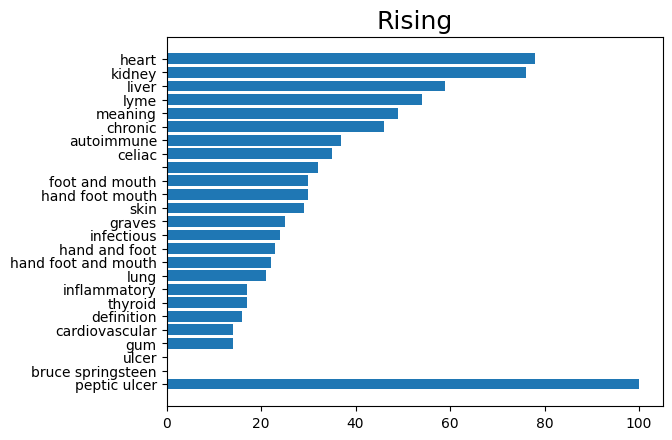 Rising
heart
kidney
liver
lyme
meaning
chronic
autoimmune
celiac
foot and mouth
hand foot mouth
skin
graves
infectious
hand and foot
hand foot and mouth
lung
inflammatory
thyroid
definition
cardiovascular
gum
ulcer
bruce springsteen
peptic ulcer
0 20 40 60 80 100